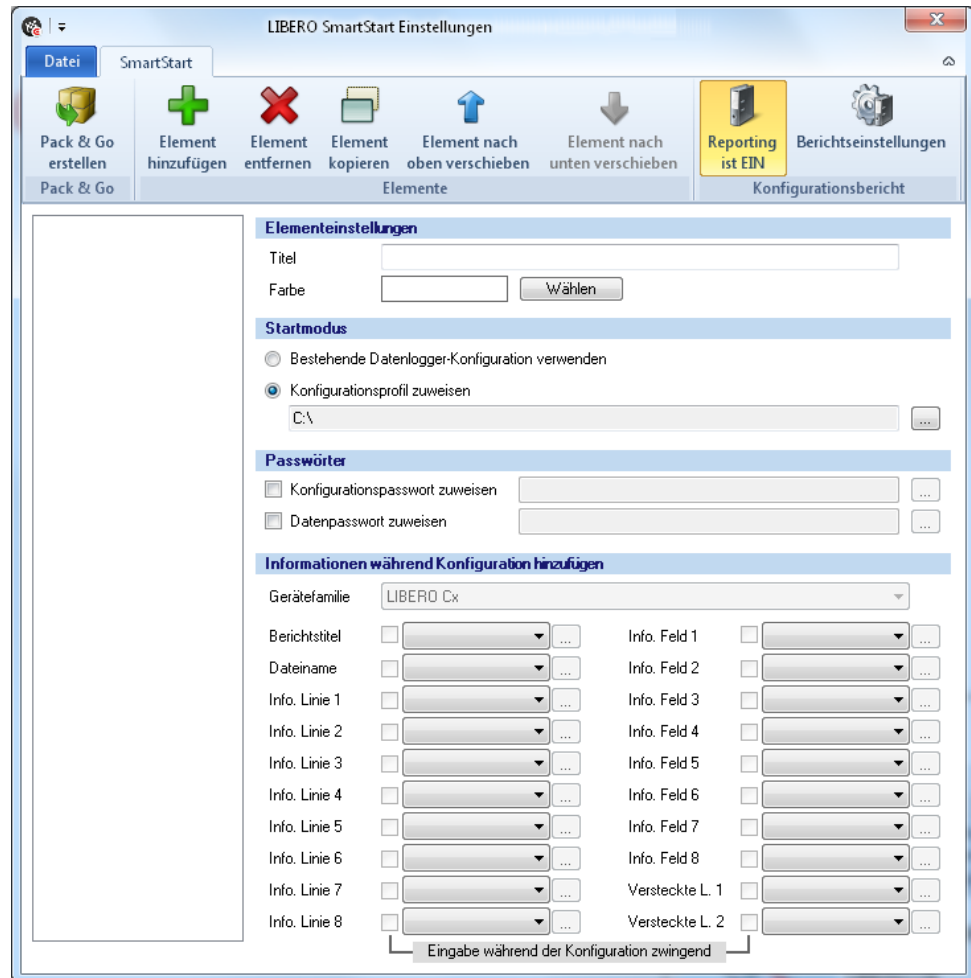 LIBERO SmartStart Einstellungen
Datei SmartStart
Pack & Go erstellen
Element hinzufügen
Element entfernen
Element kopieren
Element nach oben verschieben
Element nach unten verschieben
Reporting ist EIN
Berichtseinstellungen
Pack & Go Elemente Konfigurationsbericht
Elementeinstellungen
Titel
Farbe Wählen
Startmodus
Bestehende Datenlogger-Konfiguration verwenden
Konfigurationsprofil zuweisen
C:\ ...
Passwörter
Konfigurationspasswort zuweisen ...
Datenpasswort zuweisen ...
Informationen während Konfiguration hinzufügen
Gerätefamilie LIBERO Cx
Berichtstitel ... Info. Feld 1 ...
Dateiname ... Info. Feld 2 ...
Info. Linie 1 ... Info. Feld 3 ...
Info. Linie 2 ... Info. Feld 4 ...
Info. Linie 3 ... Info. Feld 5 ...
Info. Linie 4 ... Info. Feld 6 ...
Info. Linie 5 ... Info. Feld 7 ...
Info. Linie 6 ... Info. Feld 8 ...
Info. Linie 7 ... Versteckte L. 1 ...
Info. Linie 8 ... Versteckte L. 2 ...
Eingabe während der Konfiguration zwingend